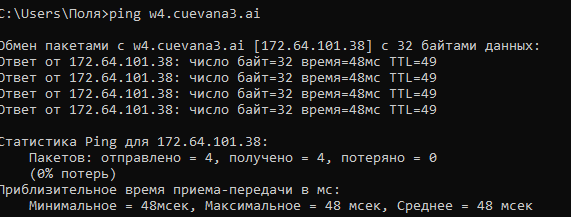 C:\Users\Поля>ping w4.cuevana3.ai
Обмен пакетами с w4.cuevana3.ai [172.64.101.38] с 32 байтами данных:
Ответ от 172.64.101.38: число байт=32 время=48мс TTL=49
Ответ от 172.64.101.38: число байт=32 время=48мс TTL=49
Ответ от 172.64.101.38: число байт=32 время=48мс TTL=49
Ответ от 172.64.101.38: число байт=32 время=48мс TTL=49
Статистика Ping для 172.64.101.38:
    Пакетов: отправлено = 4, получено = 4, потеряно = 0
    (0% потерь)
Приблизительное время приема-передачи в мс:
    Минимальное = 48мсек, Максимальное = 48 мсек, Среднее = 48 мсек